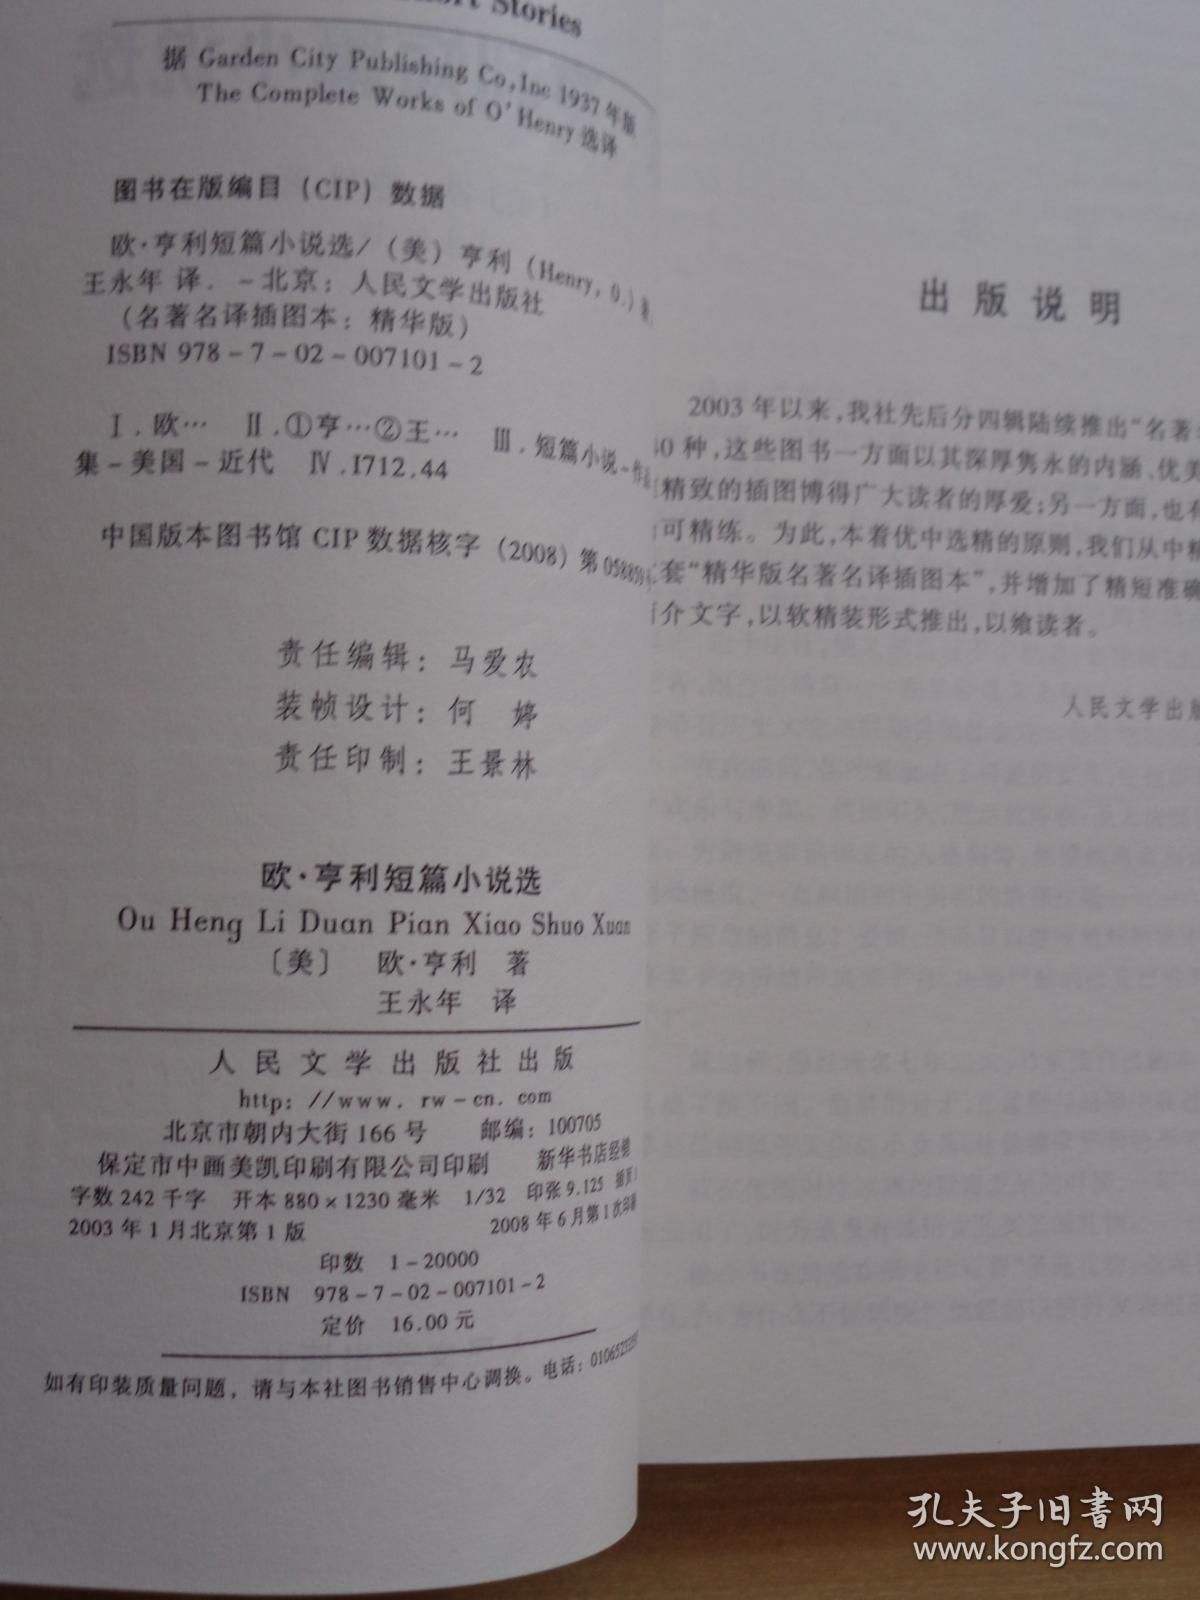 Short Stories
据 Garden City Publishing Co,Inc 1937年版
The Complete Works of O'Henry 选译
图书在版编目（CIP）数据
欧·亨利短篇小说选/（美）亨利（Henry, O.）著
王永年 译. -北京：人民文学出版社
（名著名译插图本：精华版）
ISBN 978-7-02-007101-2
Ⅰ.欧… Ⅱ.①亨…②王… Ⅲ.短篇小说-作品
集-美国-近代 Ⅳ.I712.44
中国版本图书馆 CIP 数据核字（2008）第058859号
责任编辑：马爱农
装帧设计：何 婷
责任印制：王景林
欧·亨利短篇小说选
Ou Heng Li Duan Pian Xiao Shuo Xuan
〔美〕 欧·亨利 著
王永年 译
人民文学出版社出版
http://www.rw-cn.com
北京市朝内大街166号 邮编：100705
保定市中画美凯印刷有限公司印刷 新华书店经销
字数242千字 开本880×1230毫米 1/32 印张9.125 插页
2003年1月北京第1版 2008年6月第1次印刷
印数 1-20000
ISBN 978-7-02-007101-2
定价 16.00元
如有印装质量问题，请与本社图书销售中心调换。电话：010652335
出版说明
2003年以来，我社先后分四辑陆续推出“名著
0种，这些图书一方面以其深厚隽永的内涵、优美
精致的插图博得广大读者的厚爱；另一方面，也有
可精练。为此，本着优中选精的原则，我们从中精
套“精华版名著名译插图本”，并增加了精短准确
介文字，以软精装形式推出，以飨读者。
人民文学出版
孔夫子旧书网
www.kongfz.com